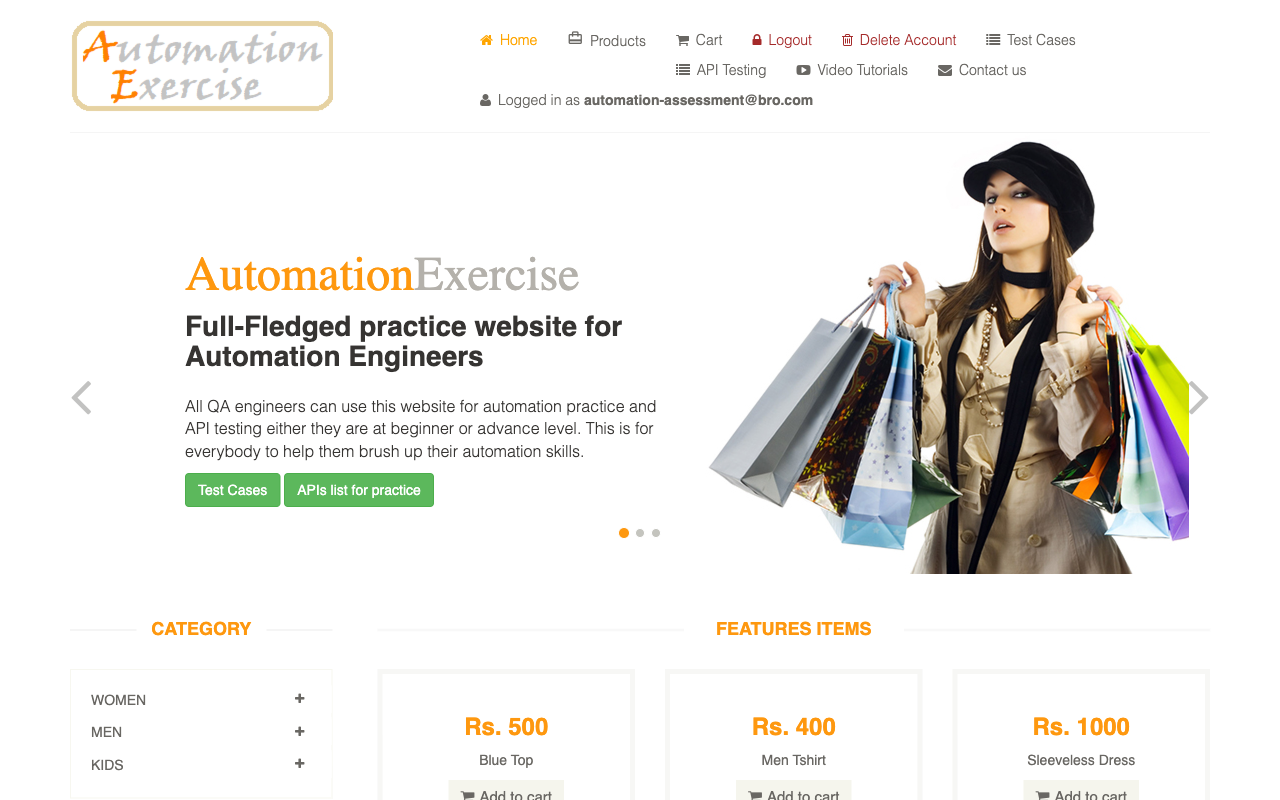 Automation
Exercise
Home
Products
Cart
Logout
Delete Account
Test Cases
API Testing
Video Tutorials
Contact us
Logged in as automation-assessment@bro.com
AutomationExercise
Full-Fledged practice website for
Automation Engineers
All QA engineers can use this website for automation practice and
API testing either they are at beginner or advance level. This is for
everybody to help them brush up their automation skills.
Test Cases
APIs list for practice
CATEGORY
WOMEN
MEN
KIDS
FEATURES ITEMS
Rs. 500
Blue Top
Add to cart
Rs. 400
Men Tshirt
Add to cart
Rs. 1000
Sleeveless Dress
Add to cart